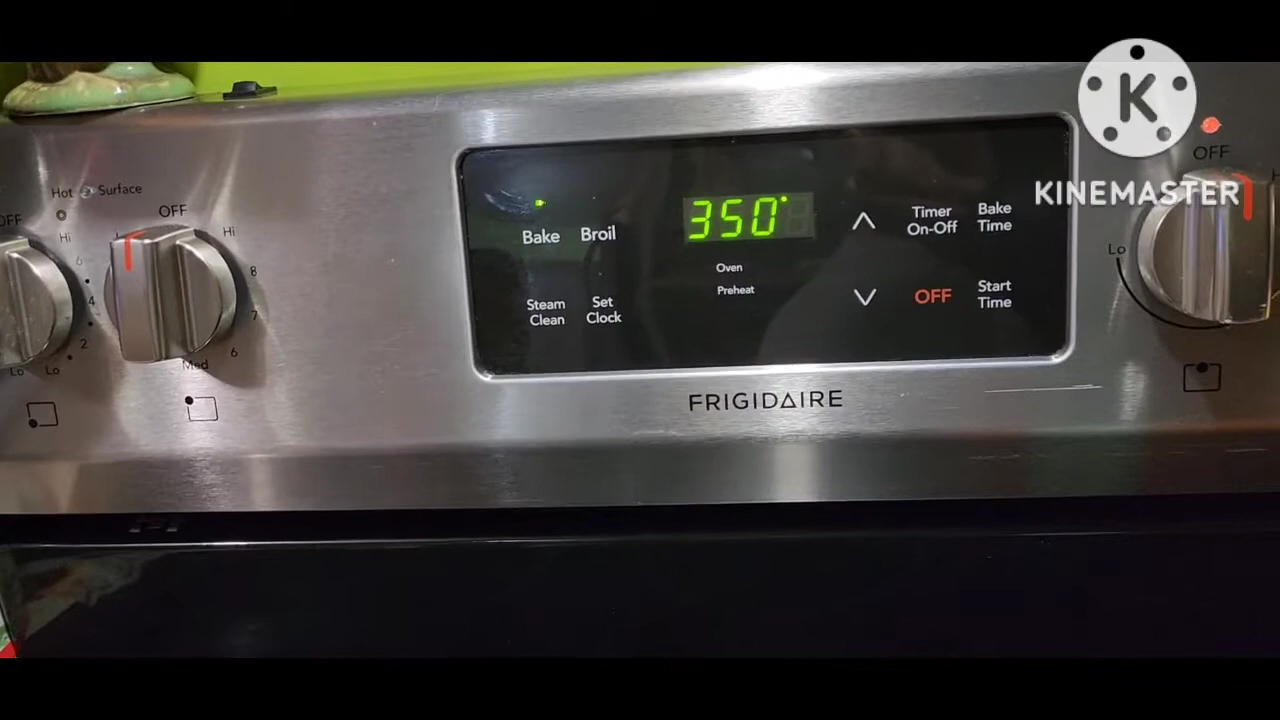 KINEMASTER
Hot Surface
OFF
Hi
6
4
2
Lo
Lo
OFF
Hi
8
7
6
Med
Bake
Broil
Steam
Clean
Set
Clock
350°
Oven
Preheat
Timer
On-Off
Bake
Time
OFF
Start
Time
FRIGIDAIRE
OFF
Lo